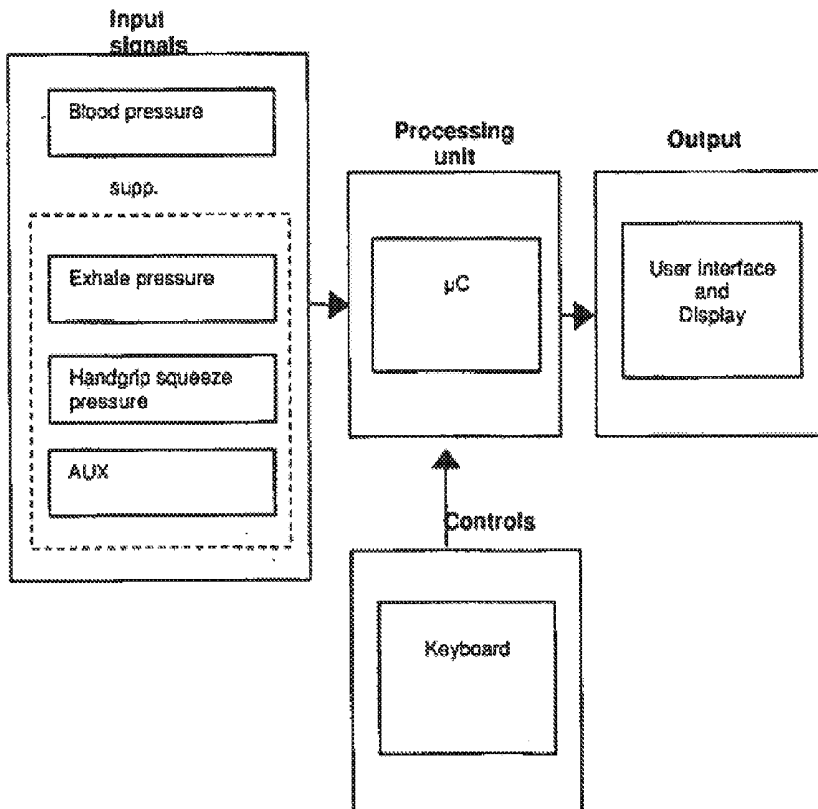 Input
signals
Blood pressure
supp.
Exhale pressure
Handgrip squeeze
pressure
AUX
Processing
unit
µC
Output
User interface
and
Display
Controls
Keyboard